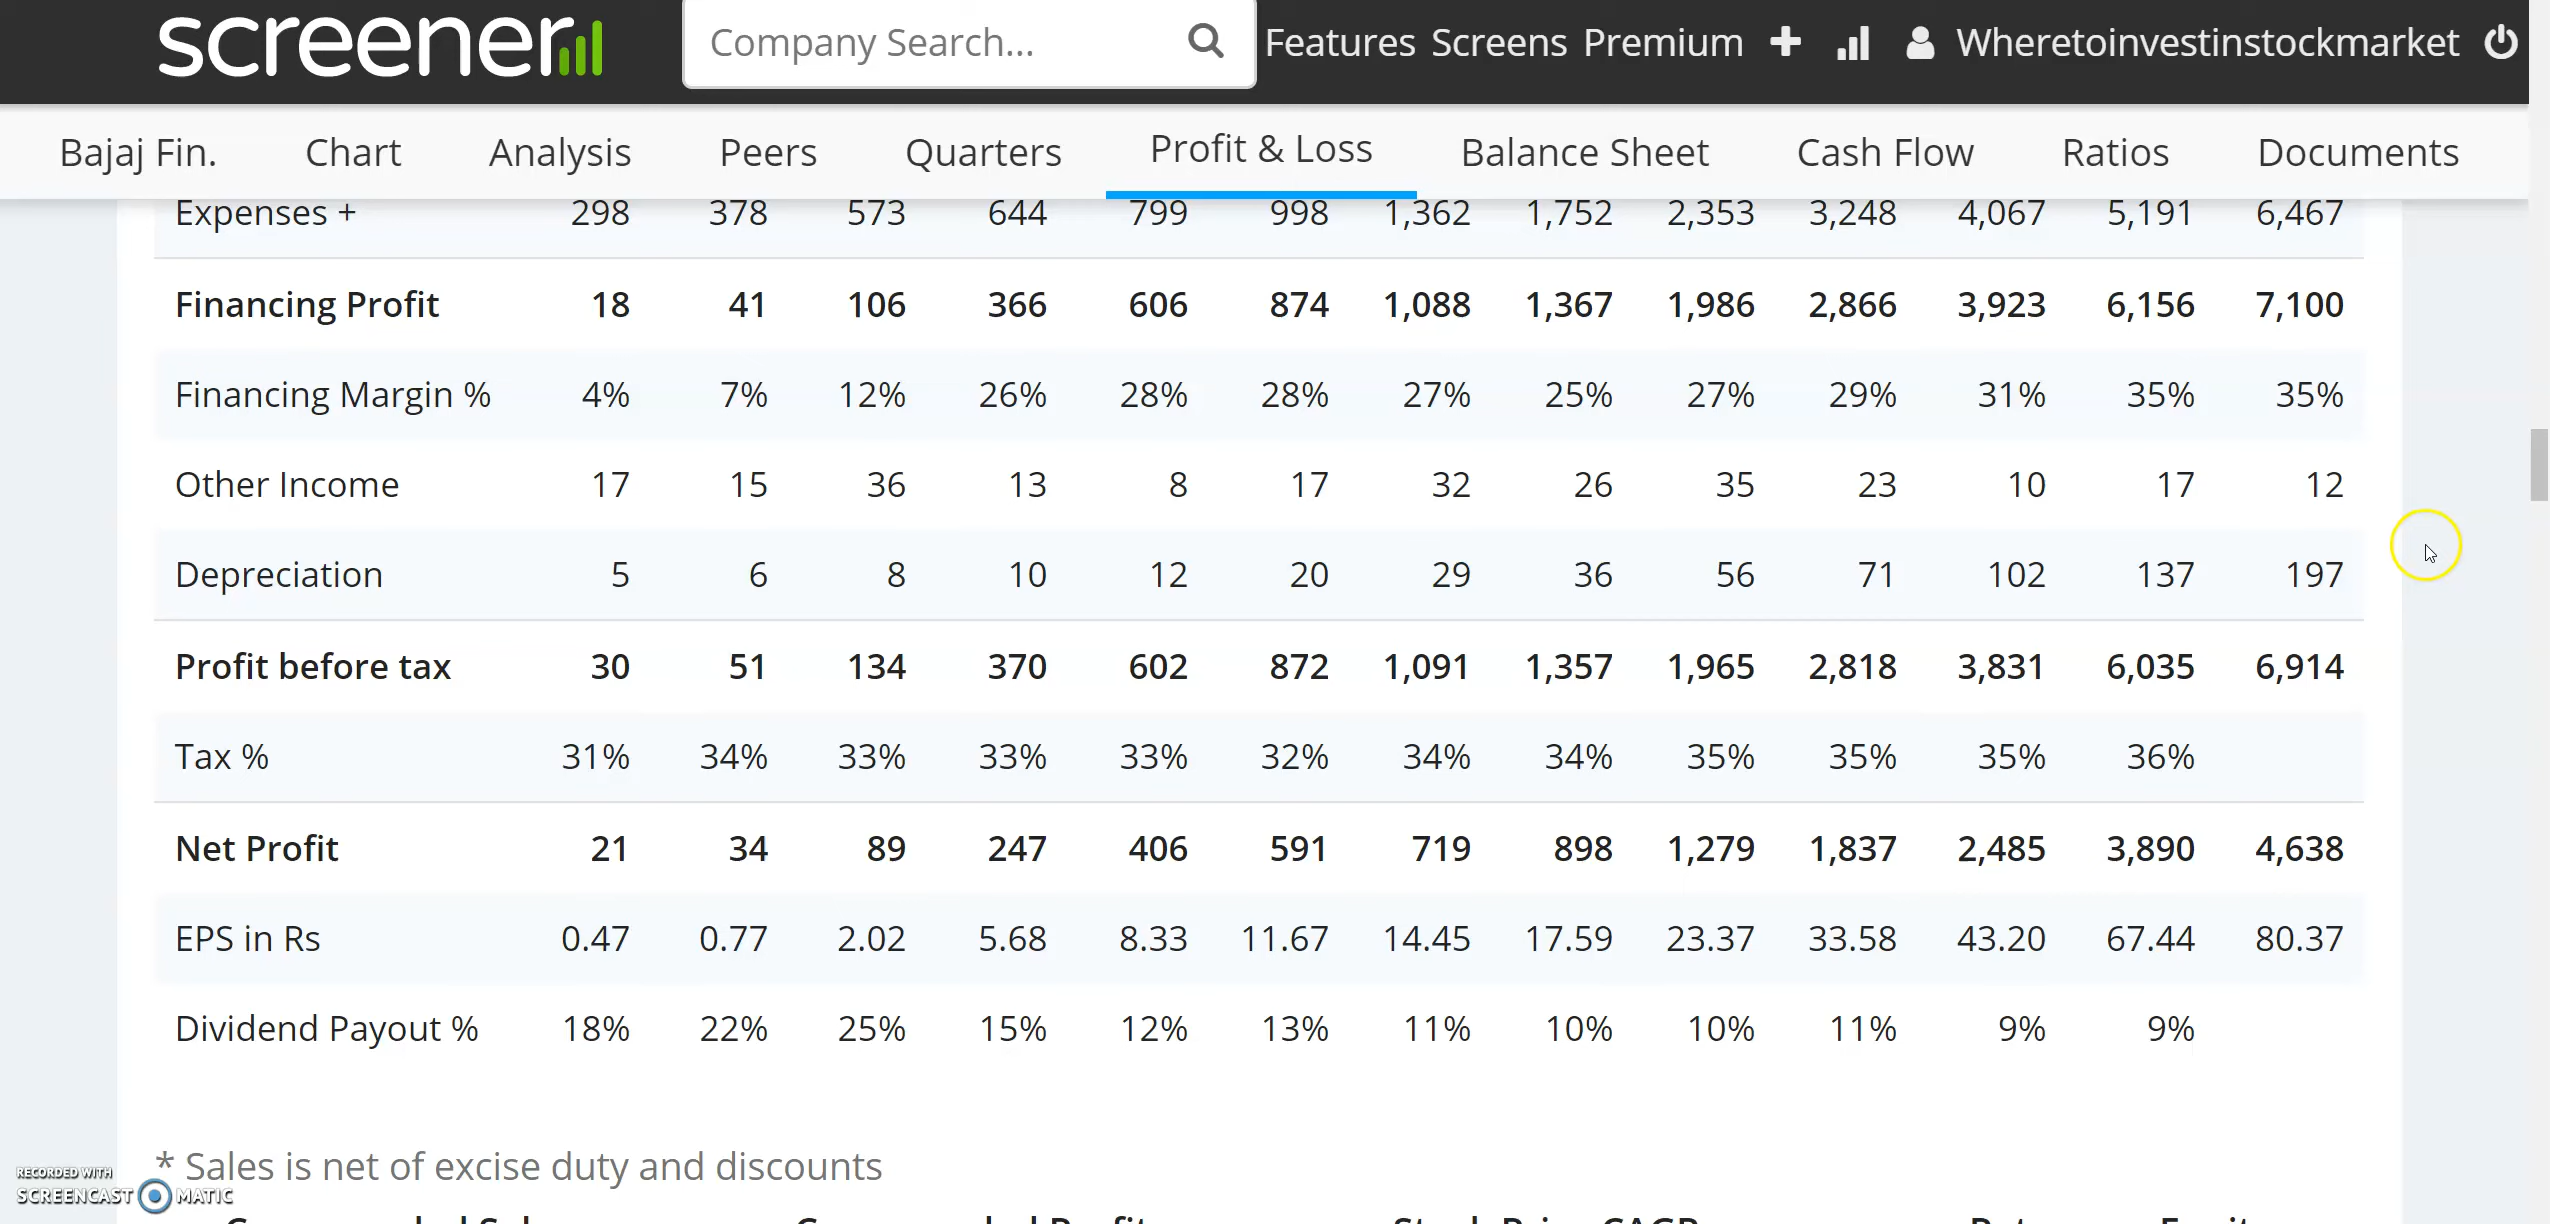 screener Company Search... Features Screens Premium Wheretoinvestinstockmarket
Bajaj Fin. Chart Analysis Peers Quarters Profit & Loss Balance Sheet Cash Flow Ratios Documents
Expenses + 298 378 573 644 799 998 1,362 1,752 2,353 3,248 4,067 5,191 6,467
Financing Profit 18 41 106 366 606 874 1,088 1,367 1,986 2,866 3,923 6,156 7,100
Financing Margin % 4% 7% 12% 26% 28% 28% 27% 25% 27% 29% 31% 35% 35%
Other Income 17 15 36 13 8 17 32 26 35 23 10 17 12
Depreciation 5 6 8 10 12 20 29 36 56 71 102 137 197
Profit before tax 30 51 134 370 602 872 1,091 1,357 1,965 2,818 3,831 6,035 6,914
Tax % 31% 34% 33% 33% 33% 32% 34% 34% 35% 35% 35% 36%
Net Profit 21 34 89 247 406 591 719 898 1,279 1,837 2,485 3,890 4,638
EPS in Rs 0.47 0.77 2.02 5.68 8.33 11.67 14.45 17.59 23.37 33.58 43.20 67.44 80.37
Dividend Payout % 18% 22% 25% 15% 12% 13% 11% 10% 10% 11% 9% 9%
* Sales is net of excise duty and discounts
RECORDED WITH
SCREENCAST MATIC